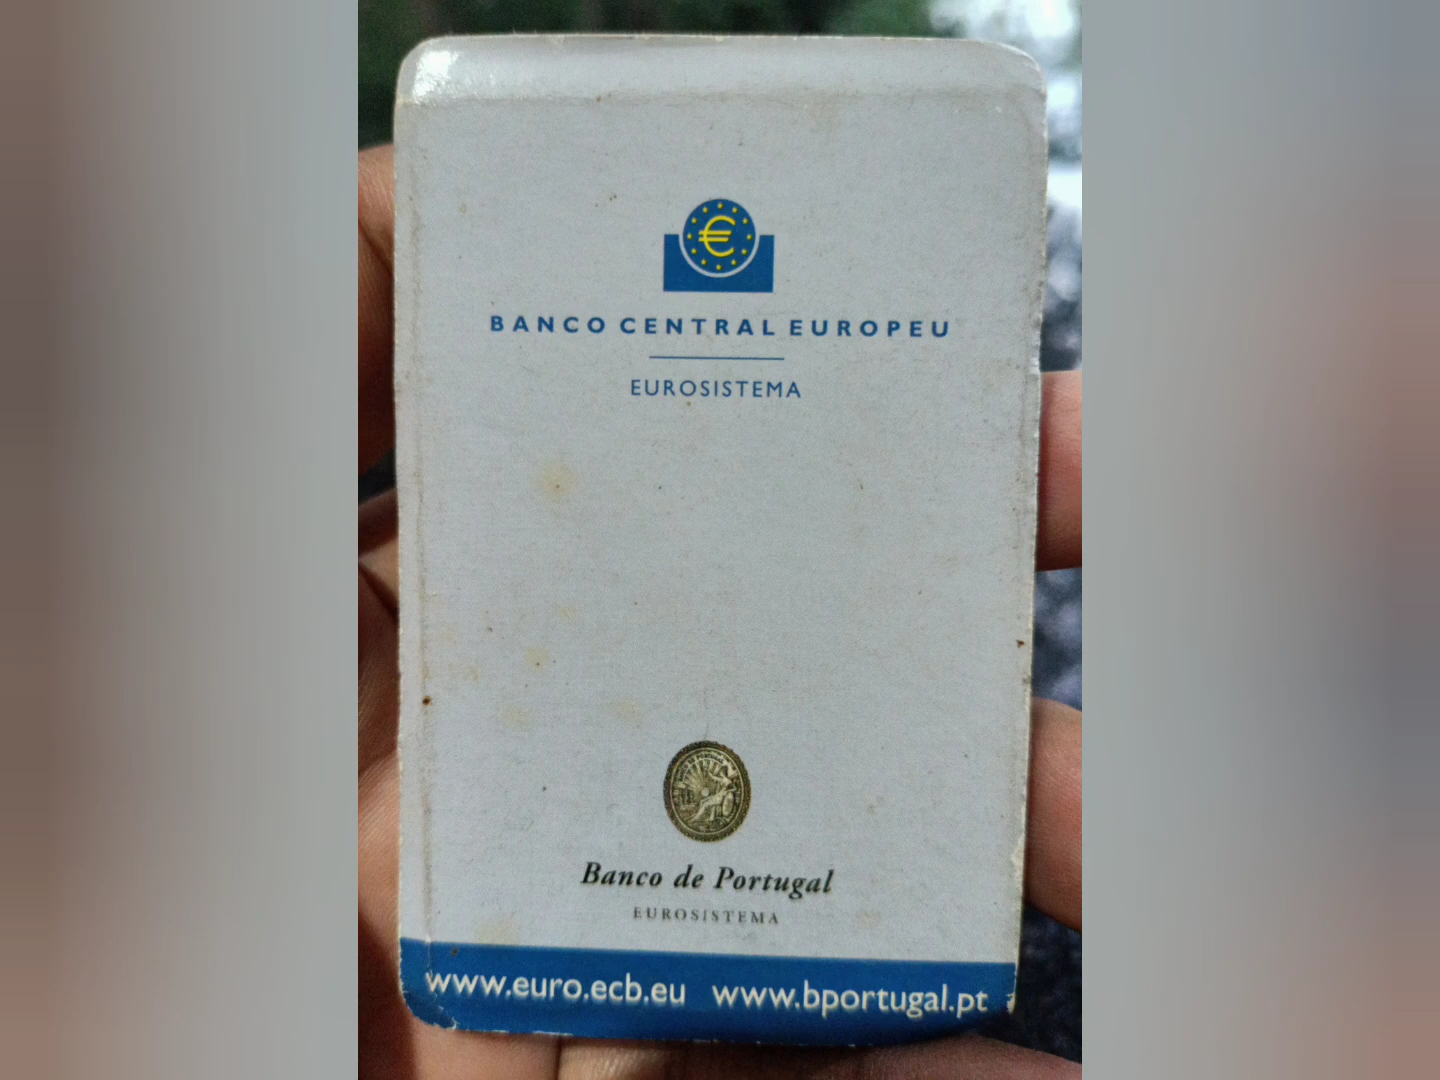 €
BANCO CENTRAL EUROPEU
EUROSISTEMA
Banco de Portugal
EUROSISTEMA
www.euro.ecb.eu www.bportugal.pt